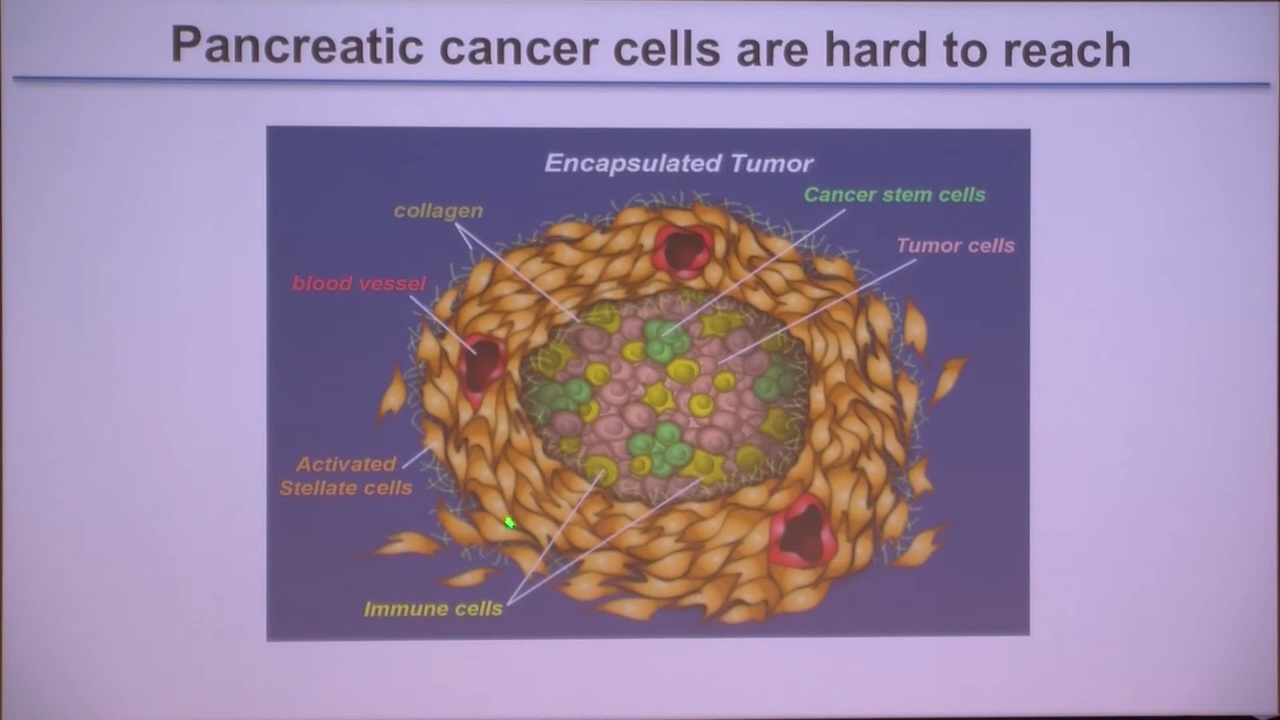 Pancreatic cancer cells are hard to reach
Encapsulated Tumor
Cancer stem cells
collagen
Tumor cells
blood vessel
Activated
Stellate cells
Immune cells